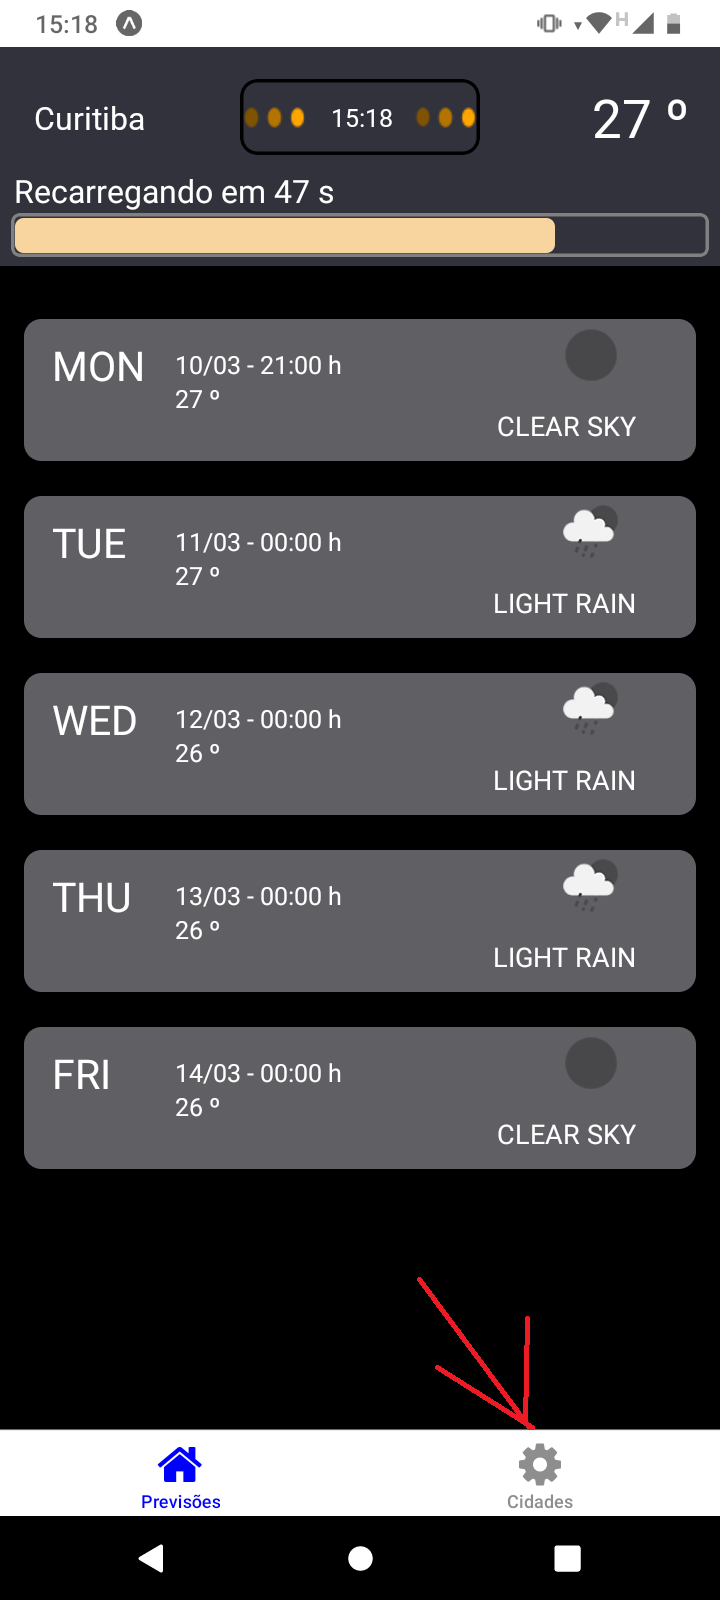 15:18
H
Curitiba
15:18
27 º
Recarregando em 47 s
MON
10/03 - 21:00 h
27 º
CLEAR SKY
TUE
11/03 - 00:00 h
27 º
LIGHT RAIN
WED
12/03 - 00:00 h
26 º
LIGHT RAIN
THU
13/03 - 00:00 h
26 º
LIGHT RAIN
FRI
14/03 - 00:00 h
26 º
CLEAR SKY
Previsões
Cidades